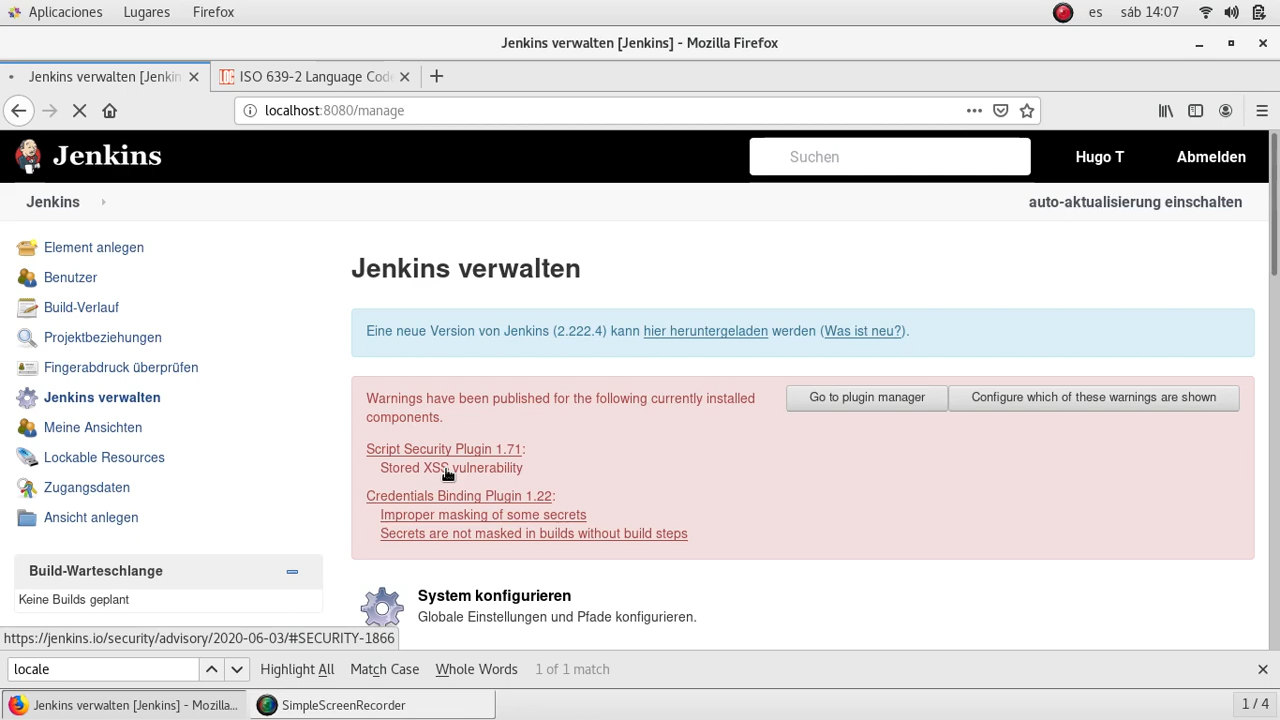 Aplicaciones Lugares Firefox es sáb 14:07
Jenkins verwalten [Jenkins] - Mozilla Firefox
Jenkins verwalten [Jenkin ISO 639-2 Language Cod
localhost:8080/manage
Jenkins Suchen Hugo T Abmelden
Jenkins auto-aktualisierung einschalten
Element anlegen
Benutzer
Build-Verlauf
Projektbeziehungen
Fingerabdruck überprüfen
Jenkins verwalten
Meine Ansichten
Lockable Resources
Zugangsdaten
Ansicht anlegen
Build-Warteschlange
Keine Builds geplant
Jenkins verwalten
Eine neue Version von Jenkins (2.222.4) kann hier heruntergeladen werden (Was ist neu?).
Warnings have been published for the following currently installed
components.
Go to plugin manager Configure which of these warnings are shown
Script Security Plugin 1.71:
Stored XSS vulnerability
Credentials Binding Plugin 1.22:
Improper masking of some secrets
Secrets are not masked in builds without build steps
System konfigurieren
Globale Einstellungen und Pfade konfigurieren.
https://jenkins.io/security/advisory/2020-06-03/#SECURITY-1866
locale Highlight All Match Case Whole Words 1 of 1 match
Jenkins verwalten [Jenkins] - Mozilla... SimpleScreenRecorder 1 / 4